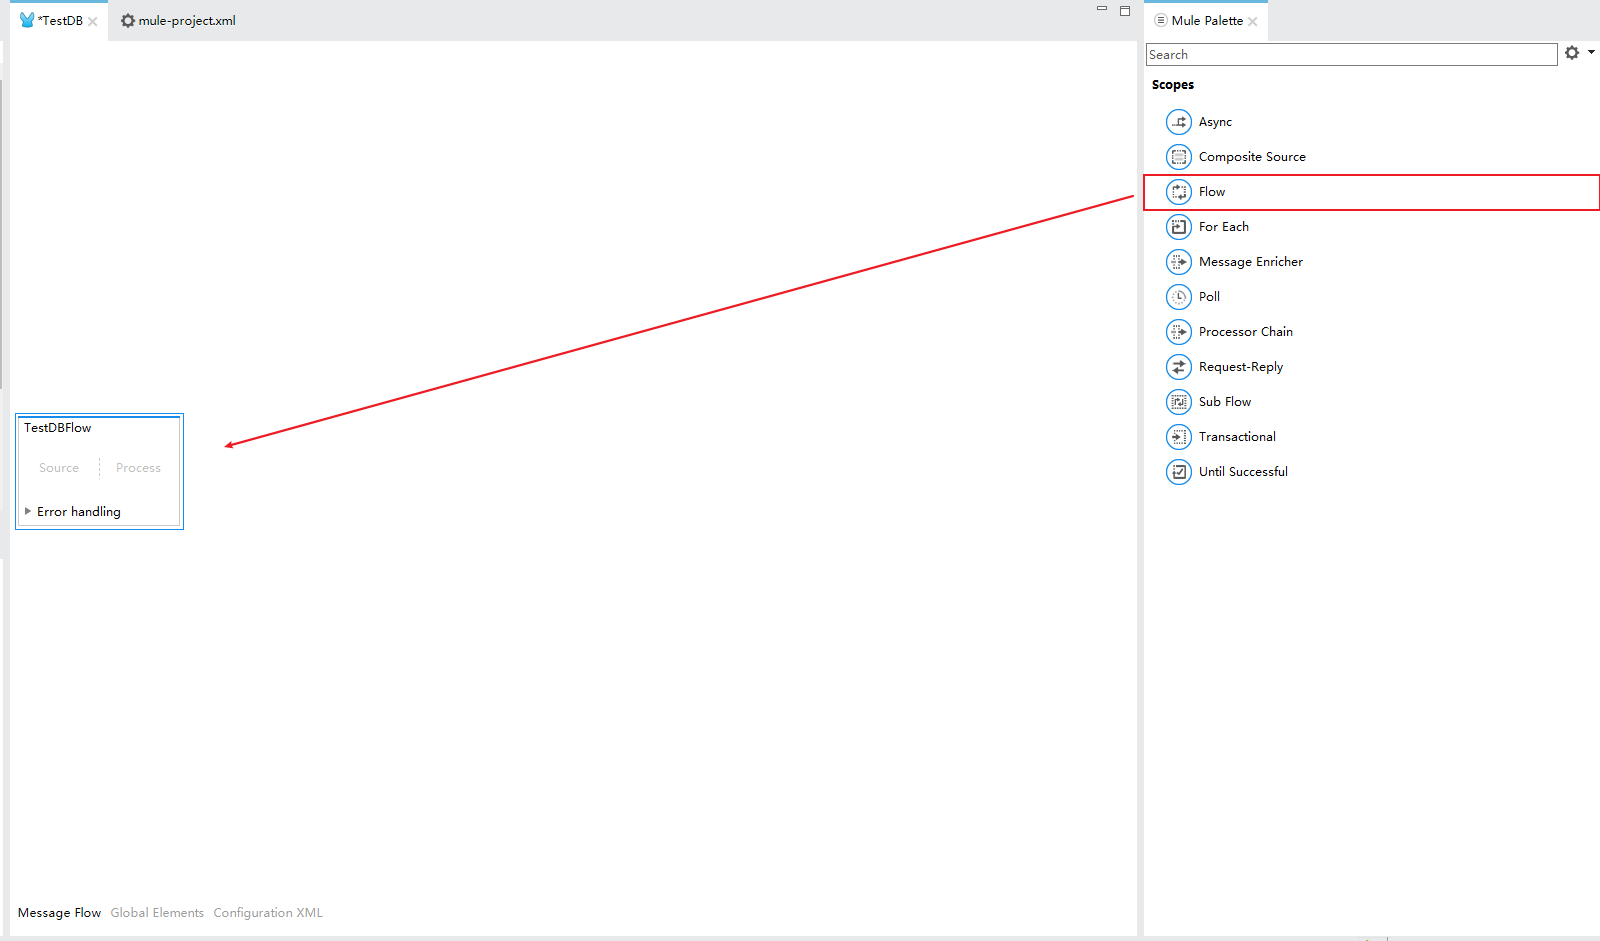 *TestDB
mule-project.xml
Mule Palette
Search
Scopes
Async
Composite Source
Flow
For Each
Message Enricher
Poll
Processor Chain
Request-Reply
Sub Flow
Transactional
Until Successful
TestDBFlow
Source Process
Error handling
Message Flow Global Elements Configuration XML